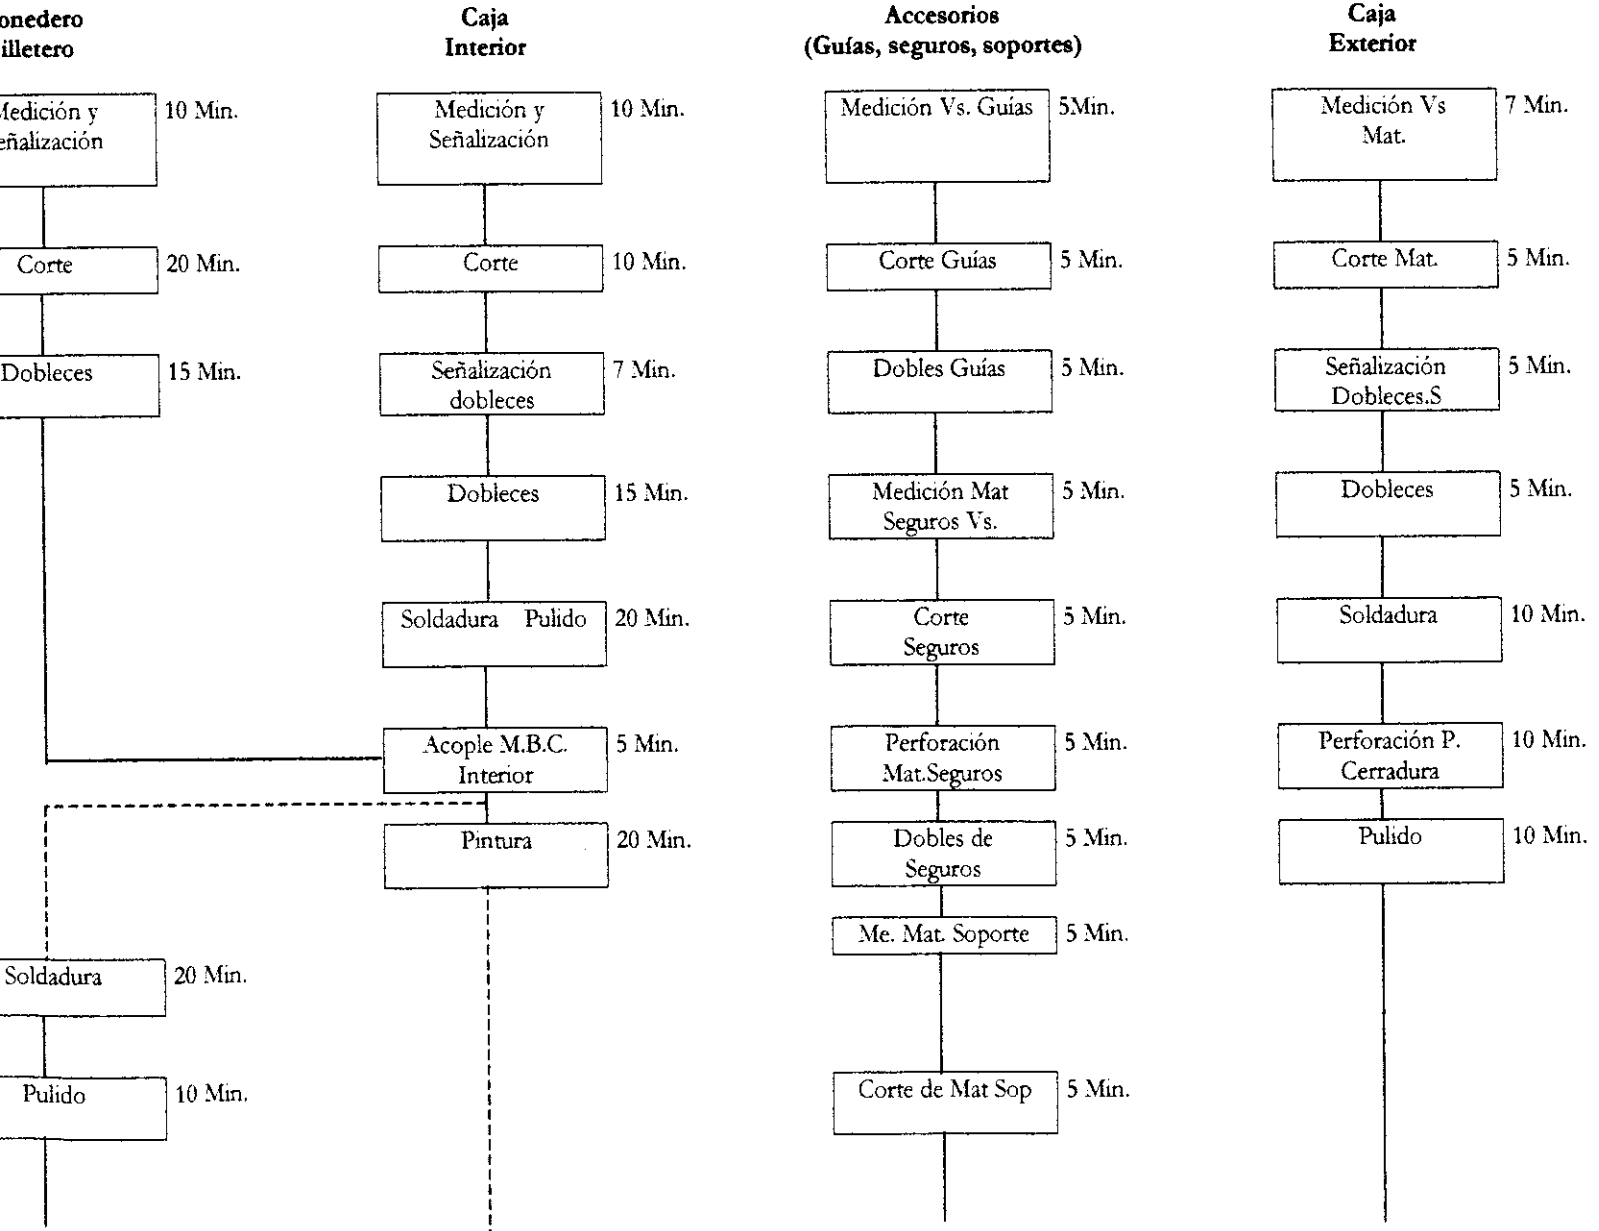 onedero
illetero
Medición y
eñalización
10 Min.
Corte
20 Min.
Dobleces
15 Min.
Soldadura
20 Min.
Pulido
10 Min.
Caja
Interior
Medición y
Señalización
10 Min.
Corte
10 Min.
Señalización
dobleces
7 Min.
Dobleces
15 Min.
Soldadura Pulido
20 Min.
Acople M.B.C.
Interior
5 Min.
Pintura
20 Min.
Accesorios
(Guías, seguros, soportes)
Medición Vs. Guías
5Min.
Corte Guías
5 Min.
Dobles Guías
5 Min.
Medición Mat
Seguros Vs.
5 Min.
Corte
Seguros
5 Min.
Perforación
Mat.Seguros
5 Min.
Dobles de
Seguros
5 Min.
Me. Mat. Soporte
5 Min.
Corte de Mat Sop
5 Min.
Caja
Exterior
Medición Vs
Mat.
7 Min.
Corte Mat.
5 Min.
Señalización
Dobleces.S
5 Min.
Dobleces
5 Min.
Soldadura
10 Min.
Perforación P.
Cerradura
10 Min.
Pulido
10 Min.